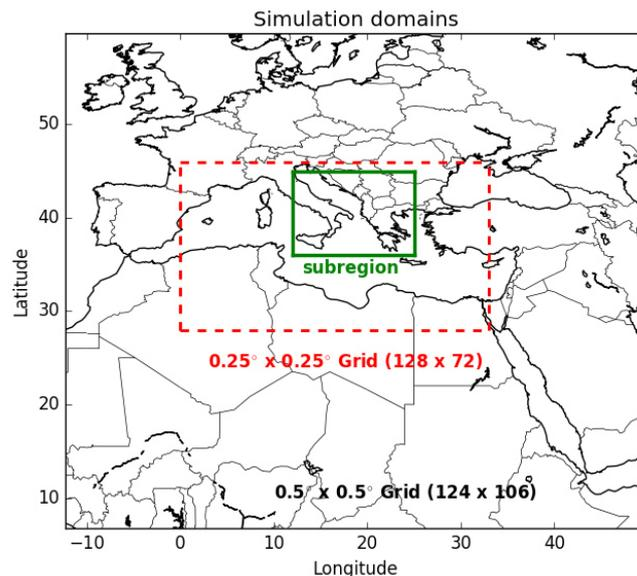 Simulation domains
50
40
30
20
10
Latitude
subregion
0.25° x 0.25° Grid (128 x 72)
0.5° x 0.5° Grid (124 x 106)
−10 0 10 20 30 40
Longitude